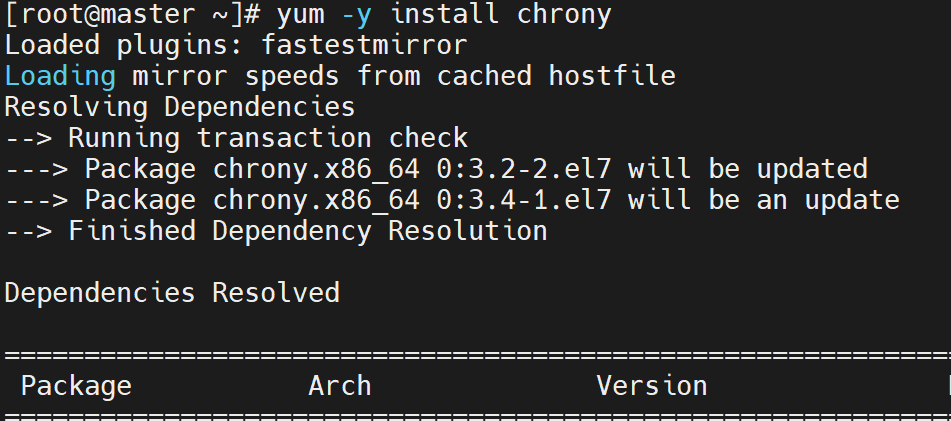 [root@master ~]# yum -y install chrony
Loaded plugins: fastestmirror
Loading mirror speeds from cached hostfile
Resolving Dependencies
--> Running transaction check
---> Package chrony.x86_64 0:3.2-2.el7 will be updated
---> Package chrony.x86_64 0:3.4-1.el7 will be an update
--> Finished Dependency Resolution
Dependencies Resolved
===========================================================
Package Arch Version
===========================================================